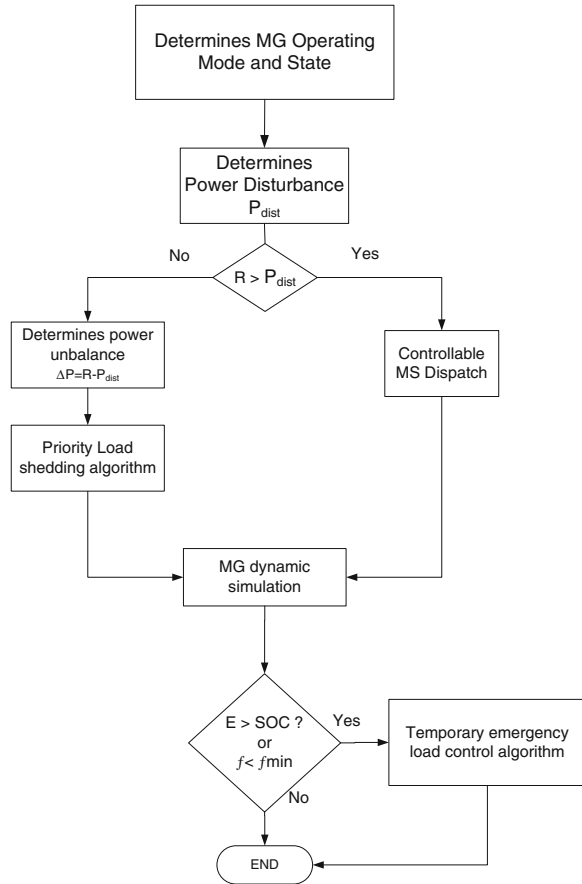 Determines MG Operating
Mode and State
Determines
Power Disturbance
Pdist
No
Yes
R > Pdist
Determines power
unbalance
ΔP=R-Pdist
Controllable
MS Dispatch
Priority Load
shedding algorithm
MG dynamic
simulation
E > SOC ?
or
f< fmin
Yes
Temporary emergency
load control algorithm
No
END